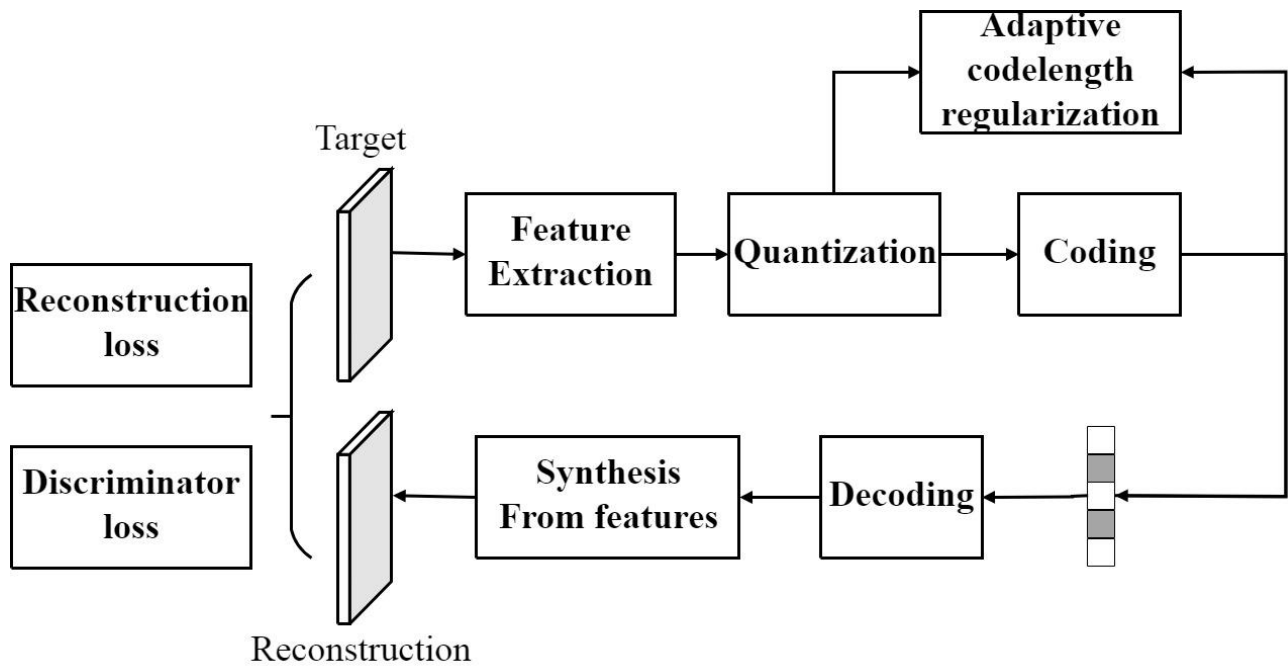 Adaptive
codelength
regularization
Target
Feature
Extraction
Quantization
Coding
Reconstruction
loss
Discriminator
loss
Synthesis
From features
Decoding
Reconstruction